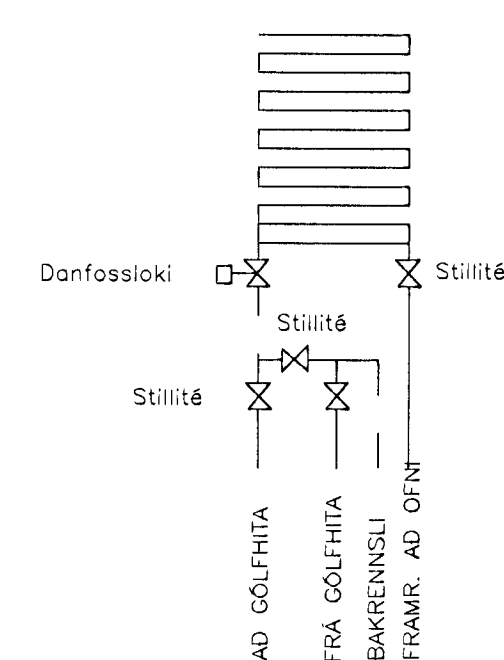 Danfossloki
Stillité
Stillité
Stillité
AÐ GÓLFHITA
FRÁ GÓLFHITA
BAKRENNSLI
FRAMR. AÐ OFNI